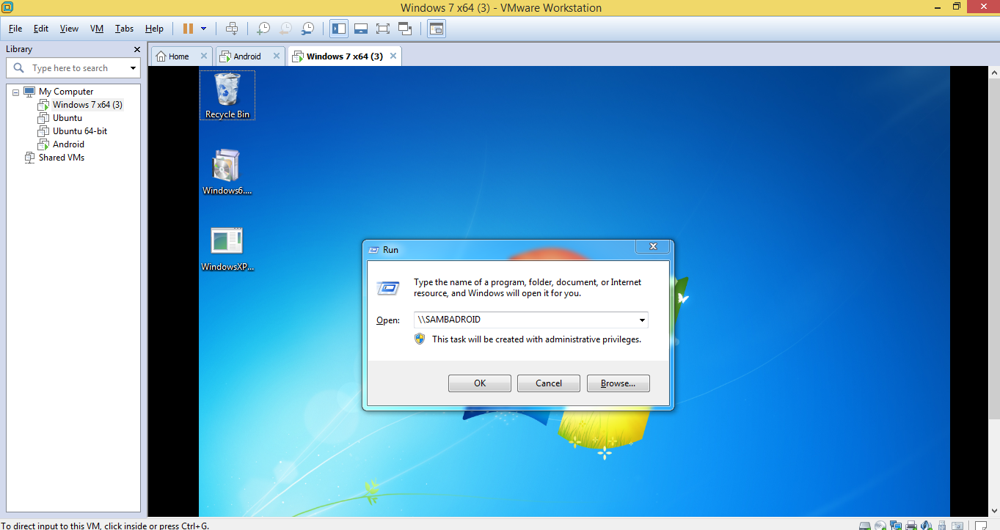 Windows 7 x64 (3) - VMware Workstation
File Edit View VM Tabs Help
Library
Type here to search
My Computer
Windows 7 x64 (3)
Ubuntu
Ubuntu 64-bit
Android
Shared VMs
Home Android Windows 7 x64 (3)
Recycle Bin
Windows6....
WindowsXP...
Run
Type the name of a program, folder, document, or Internet
resource, and Windows will open it for you.
Open: \\SAMBADROID
This task will be created with administrative privileges.
OK Cancel Browse...
To direct input to this VM, click inside or press Ctrl+G.